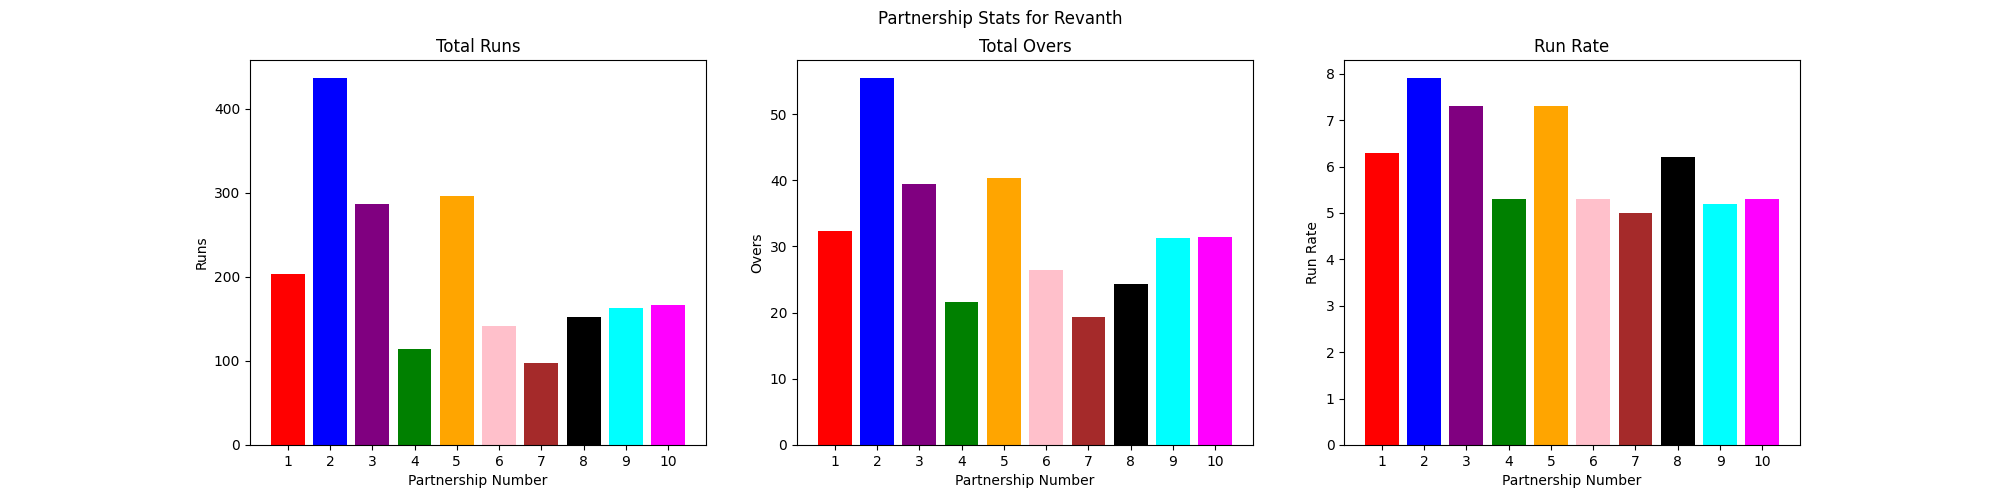 Partnership Stats for Revanth
Total Runs
Runs
400
300
200
100
0
1 2 3 4 5 6 7 8 9 10
Partnership Number
Total Overs
Overs
50
40
30
20
10
0
1 2 3 4 5 6 7 8 9 10
Partnership Number
Run Rate
Run Rate
8
7
6
5
4
3
2
1
0
1 2 3 4 5 6 7 8 9 10
Partnership Number